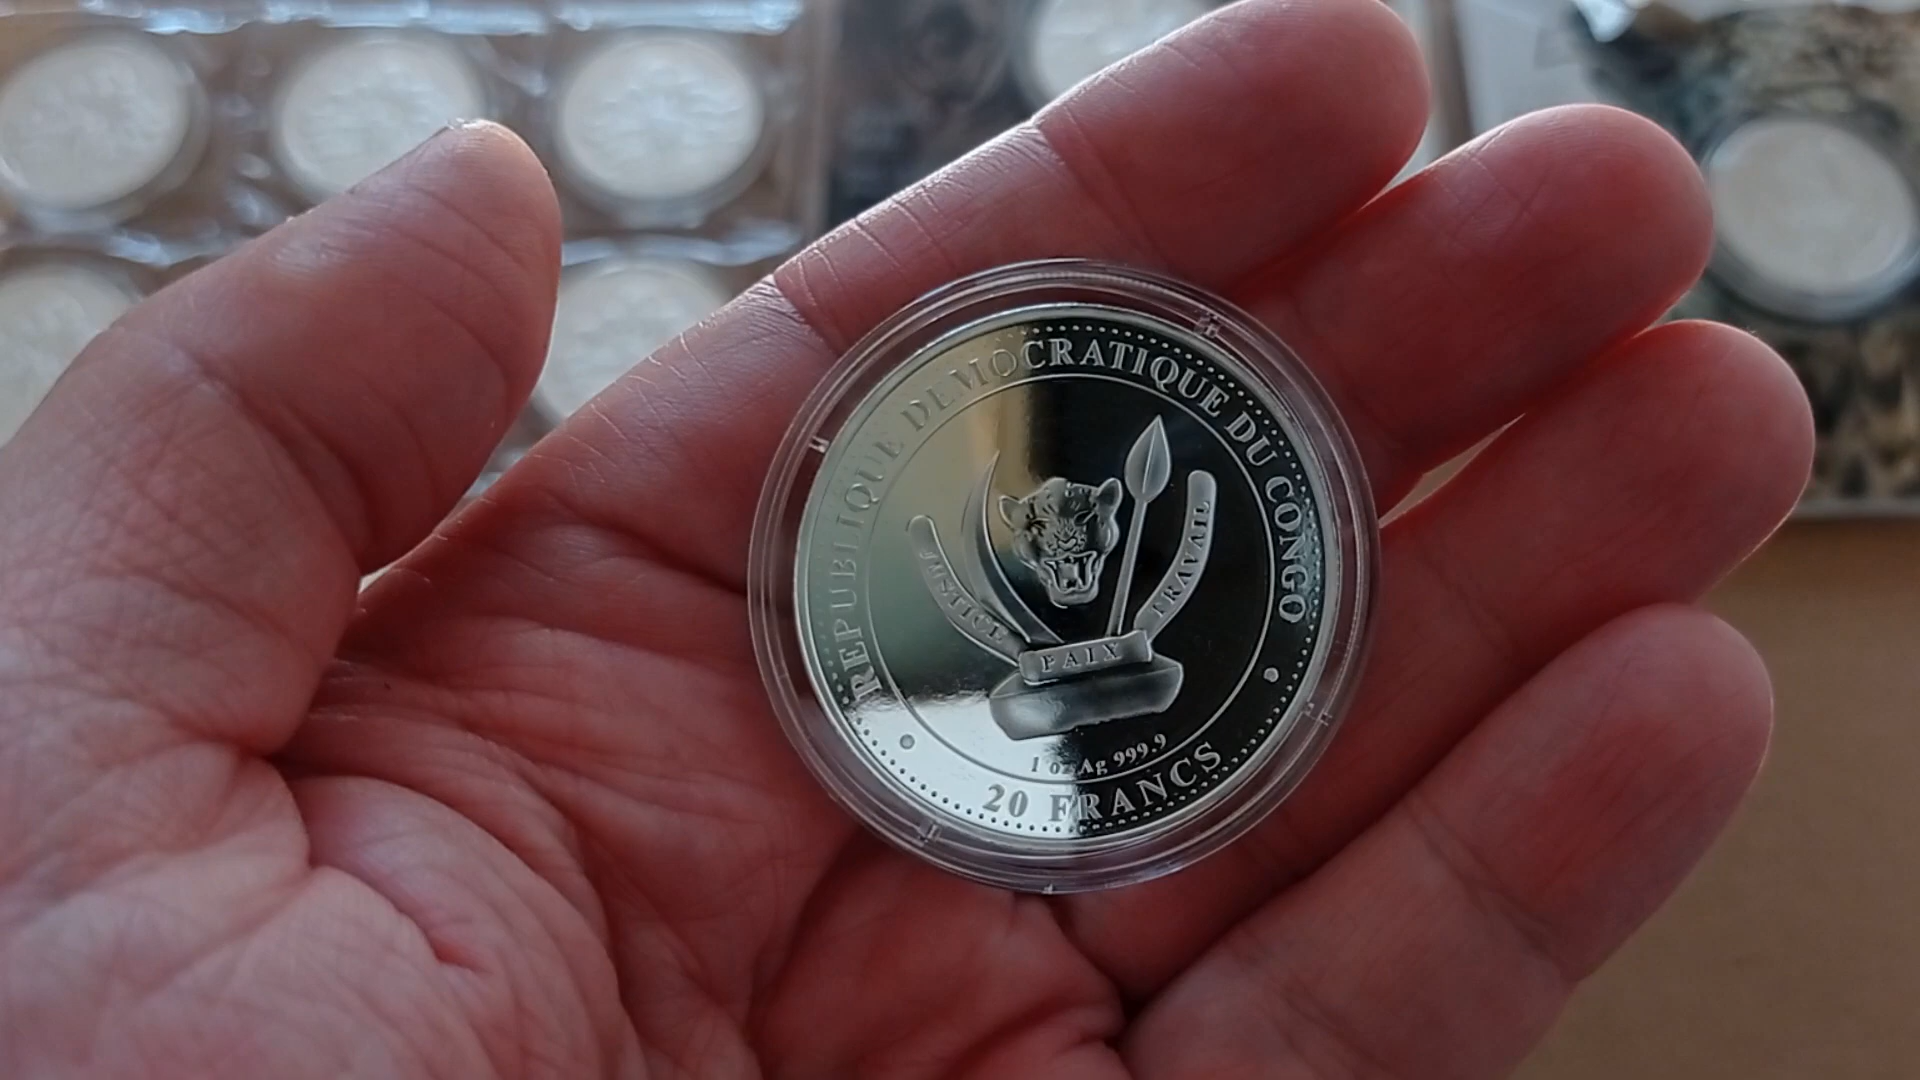 REPUBLIQUE DEMOCRATIQUE DU CONGO
JUSTICE
PAIX
TRAVAIL
1 oz Ag 999.9
20 FRANCS